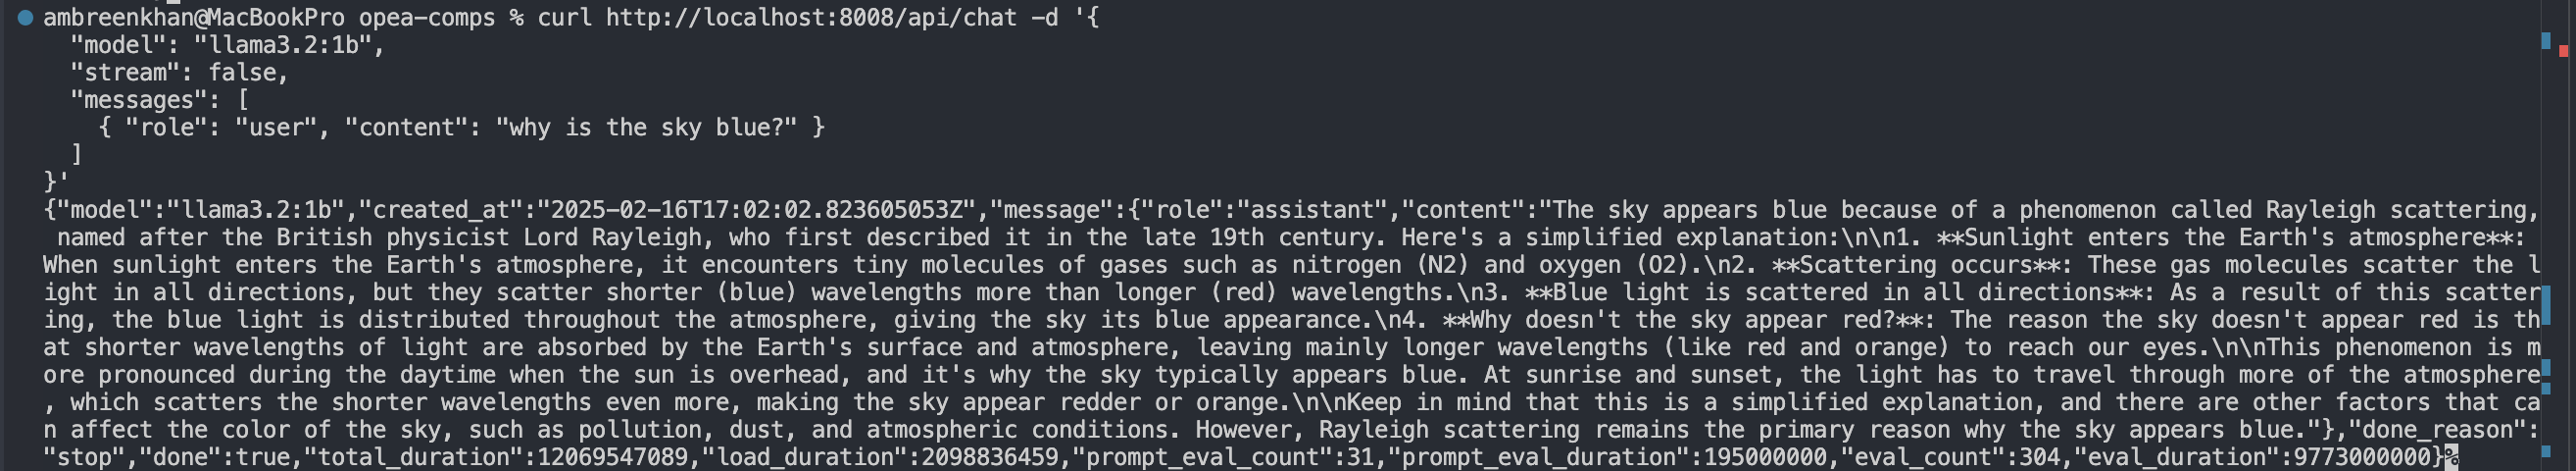 ambreenkhan@MacBookPro opea-comps % curl http://localhost:8008/api/chat -d '{
  "model": "llama3.2:1b",
  "stream": false,
  "messages": [
    { "role": "user", "content": "why is the sky blue?" }
  ]
}'
{"model":"llama3.2:1b","created_at":"2025-02-16T17:02:02.823605053Z","message":{"role":"assistant","content":"The sky appears blue because of a phenomenon called Rayleigh scattering,
 named after the British physicist Lord Rayleigh, who first described it in the late 19th century. Here's a simplified explanation:\n\n1. **Sunlight enters the Earth's atmosphere**:
When sunlight enters the Earth's atmosphere, it encounters tiny molecules of gases such as nitrogen (N2) and oxygen (O2).\n2. **Scattering occurs**: These gas molecules scatter the l
ight in all directions, but they scatter shorter (blue) wavelengths more than longer (red) wavelengths.\n3. **Blue light is scattered in all directions**: As a result of this scatter
ing, the blue light is distributed throughout the atmosphere, giving the sky its blue appearance.\n4. **Why doesn't the sky appear red?**: The reason the sky doesn't appear red is th
at shorter wavelengths of light are absorbed by the Earth's surface and atmosphere, leaving mainly longer wavelengths (like red and orange) to reach our eyes.\n\nThis phenomenon is m
ore pronounced during the daytime when the sun is overhead, and it's why the sky typically appears blue. At sunrise and sunset, the light has to travel through more of the atmosphere
, which scatters the shorter wavelengths even more, making the sky appear redder or orange.\n\nKeep in mind that this is a simplified explanation, and there are other factors that ca
n affect the color of the sky, such as pollution, dust, and atmospheric conditions. However, Rayleigh scattering remains the primary reason why the sky appears blue."},"done_reason":
"stop","done":true,"total_duration":12069547089,"load_duration":2098836459,"prompt_eval_count":31,"prompt_eval_duration":195000000,"eval_count":304,"eval_duration":9773000000}%